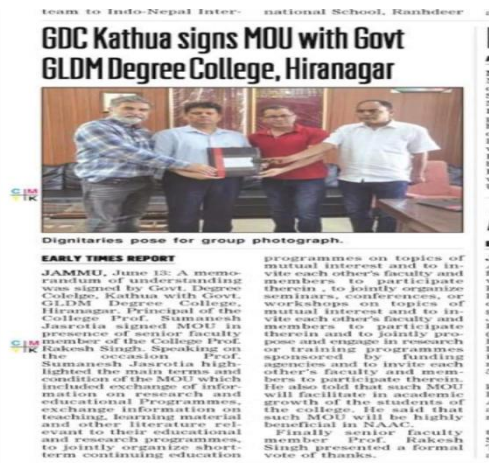 team to Indo-Nepal Inter-
national School, Ranhdeer
GDC Kathua signs MOU with Govt
GLDM Degree College, Hiranagar
Dignitaries pose for group photograph.
EARLY TIMES REPORT
JAMMU, June 13: A memo-
randum of understanding
was signed by Govt. Degree
Colelge, Kathua with Govt.
GLDM Degree College,
Hiranagar. Principal of the
College Prof. Sumanesh
Jasrotia signed MOU in
presence of senior faculty
member of the College Prof.
Rakesh Singh. Speaking on
the occasion Prof.
Sumanesh Jasrotia high-
lighted the main terms and
condition of the MOU which
included exchange of infor-
mation on research and
educational Programmes,
exchange information on
teaching, learning material
and other literature rel-
evant to their educational
and research programmes,
to jointly organize short-
term continuing education
programmes on topics of
mutual interest and to in-
vite each other's faculty and
members to participate
therein , to jointly organize
seminars, conferences, or
workshops on topics of
mutual interest and to in-
vite each other's faculty and
members to participate
therein and to jointly pro-
pose and engage in research
or training programmes
sponsored by funding
agencies and to invite each
other's faculty and mem-
bers to participate therein.
He also told that such MOU
will facilitate in academic
growth of the students of
the college. He said that
such MOU will be highly
beneficial in NAAC.
Finally senior faculty
member Prof. Rakesh
Singh presented a formal
vote of thanks.
C M
Y K
C M
Y K